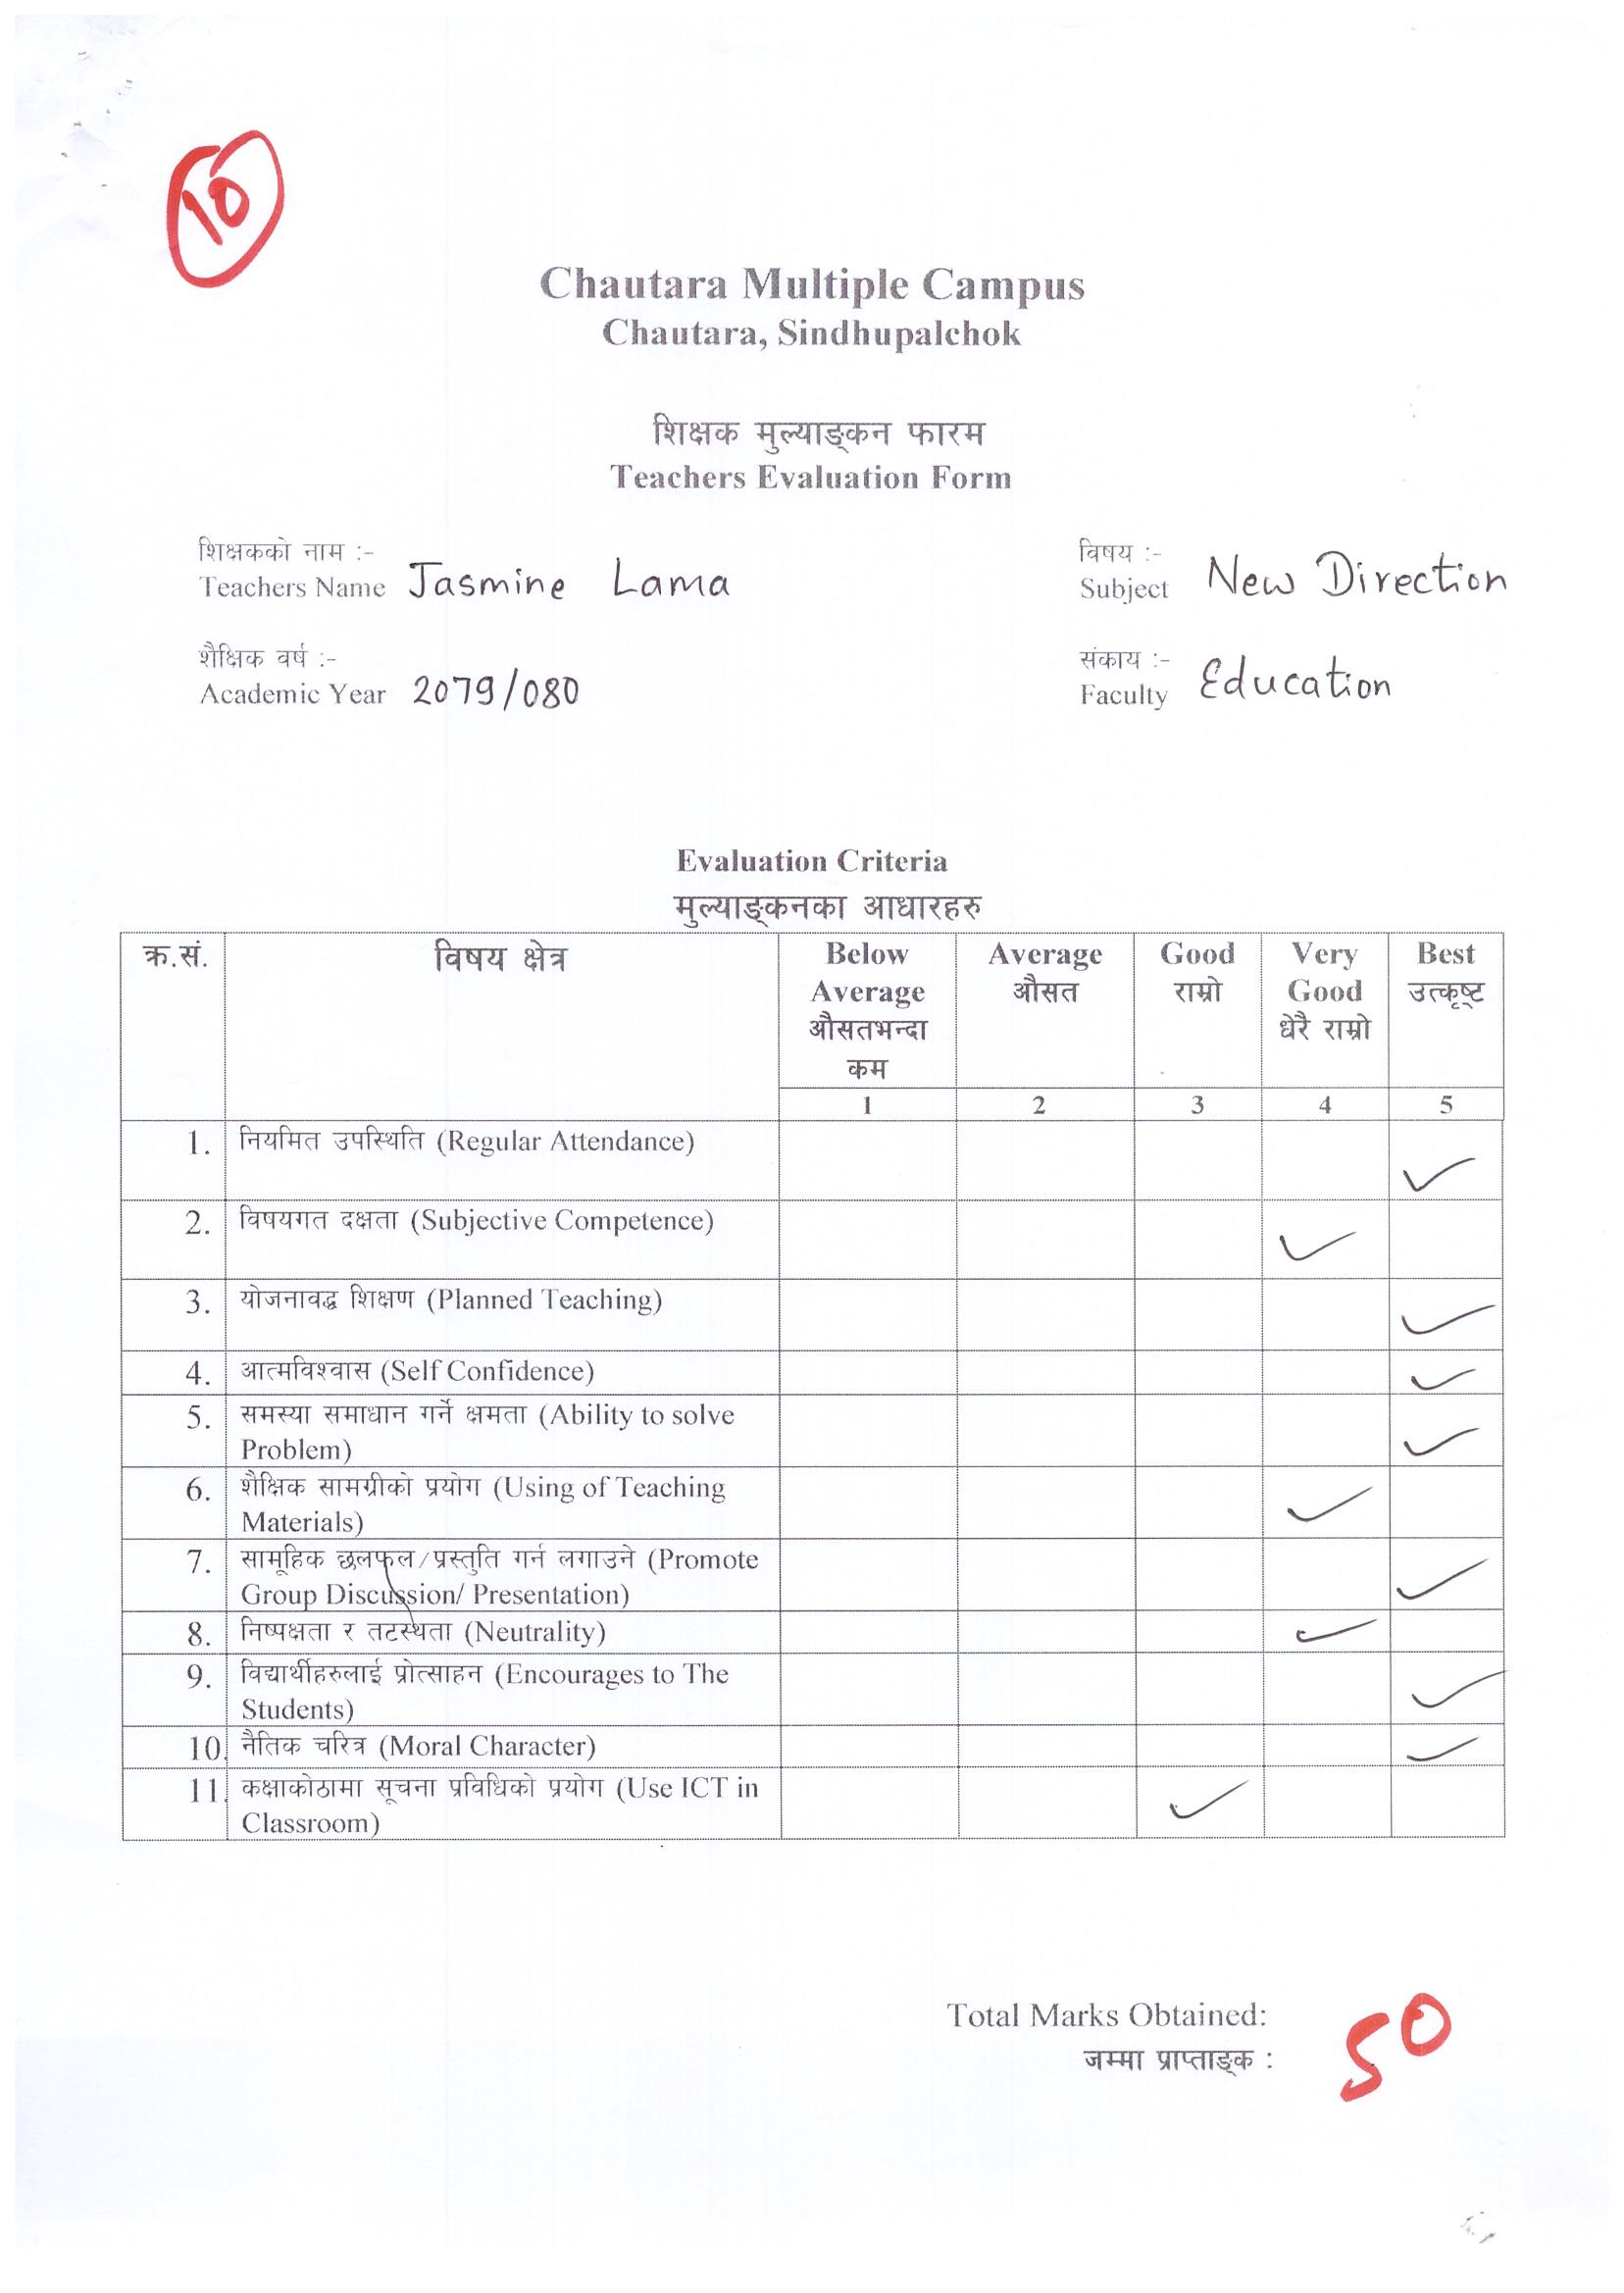 10
Chautara Multiple Campus
Chautara, Sindhupalchok
शिक्षक मुल्याङ्कन फारम
Teachers Evaluation Form
शिक्षकको नाम :- विषय :-
Teachers Name Jasmine Lama Subject New Direction
शैक्षिक वर्ष :- संकाय :-
Academic Year 2079/080 Faculty Education
Evaluation Criteria
मुल्याङ्कनका आधारहरु
क्र.सं. विषय क्षेत्र Below Average Good Very Best
Average औसत राम्रो Good उत्कृष्ट
औसतभन्दा धेरै राम्रो
कम
1 2 3 4 5
1. नियमित उपस्थिति (Regular Attendance) ✓
2. विषयगत दक्षता (Subjective Competence) ✓
3. योजनावद्ध शिक्षण (Planned Teaching) ✓
4. आत्मविश्वास (Self Confidence) ✓
5. समस्या समाधान गर्ने क्षमता (Ability to solve
Problem) ✓
6. शैक्षिक सामग्रीको प्रयोग (Using of Teaching
Materials) ✓
7. सामूहिक छलफल/प्रस्तुति गर्न लगाउने (Promote
Group Discussion/ Presentation) ✓
8. निष्पक्षता र तटस्थता (Neutrality) ✓
9. विद्यार्थीहरुलाई प्रोत्साहन (Encourages to The
Students) ✓
10. नैतिक चरित्र (Moral Character) ✓
11. कक्षाकोठामा सूचना प्रविधिको प्रयोग (Use ICT in
Classroom) ✓
Total Marks Obtained:
जम्मा प्राप्ताङ्क : 50